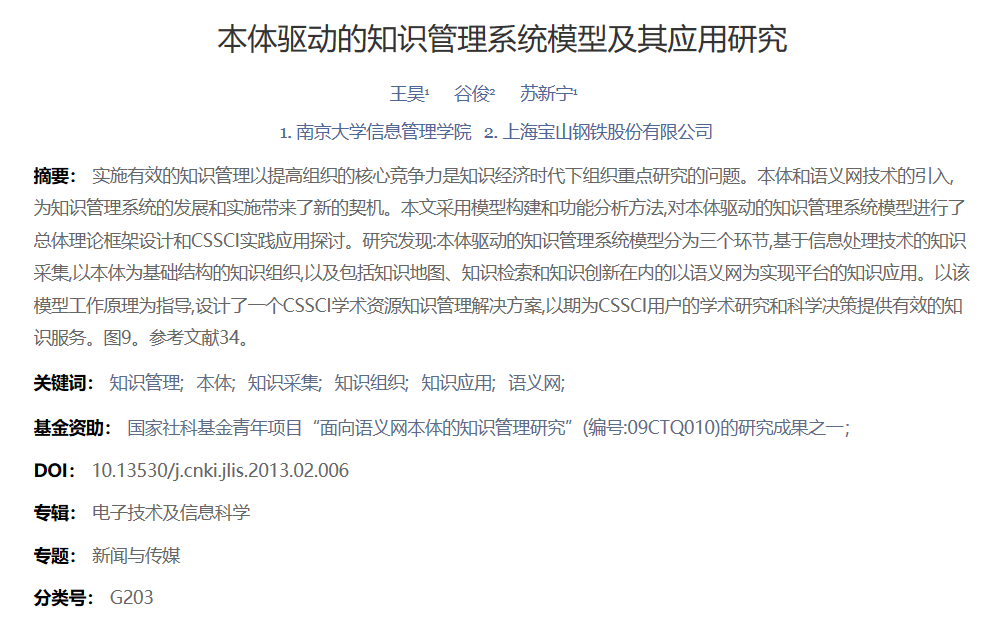 本体驱动的知识管理系统模型及其应用研究
王昊¹ 谷俊² 苏新宁¹
1. 南京大学信息管理学院 2. 上海宝山钢铁股份有限公司
摘要： 实施有效的知识管理以提高组织的核心竞争力是知识经济时代下组织重点研究的问题。本体和语义网技术的引入,
为知识管理系统的发展和实施带来了新的契机。本文采用模型构建和功能分析方法,对本体驱动的知识管理系统模型进行了
总体理论框架设计和CSSCI实践应用探讨。研究发现:本体驱动的知识管理系统模型分为三个环节,基于信息处理技术的知识
采集,以本体为基础结构的知识组织,以及包括知识地图、知识检索和知识创新在内的以语义网为实现平台的知识应用。以该
模型工作原理为指导,设计了一个CSSCI学术资源知识管理解决方案,以期为CSSCI用户的学术研究和科学决策提供有效的知
识服务。图9。参考文献34。
关键词： 知识管理; 本体; 知识采集; 知识组织; 知识应用; 语义网;
基金资助： 国家社科基金青年项目“面向语义网本体的知识管理研究”(编号:09CTQ010)的研究成果之一;
DOI： 10.13530/j.cnki.jlis.2013.02.006
专辑： 电子技术及信息科学
专题： 新闻与传媒
分类号： G203